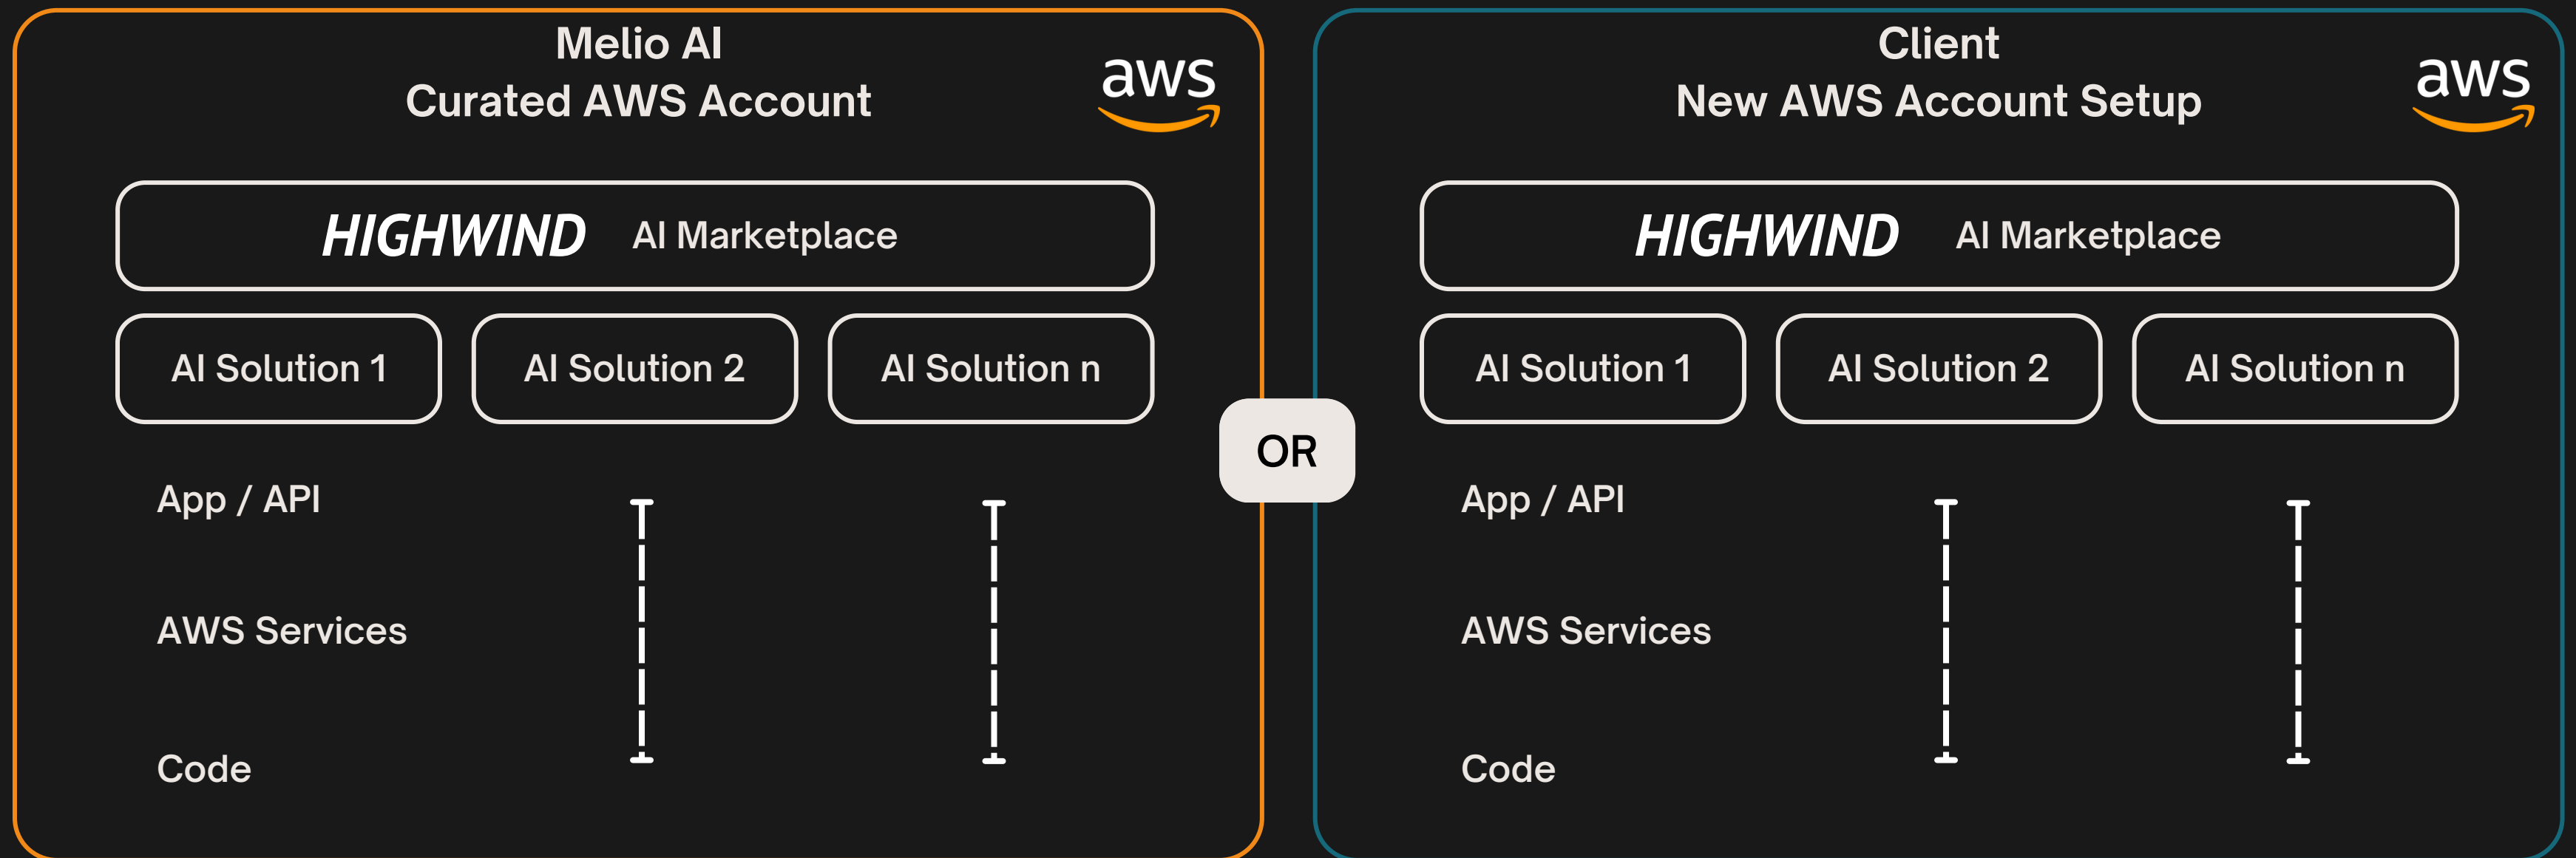 Melio AI
Curated AWS Account
aws
HIGHWIND AI Marketplace
AI Solution 1
AI Solution 2
AI Solution n
App / API
AWS Services
Code
OR
Client
New AWS Account Setup
aws
HIGHWIND AI Marketplace
AI Solution 1
AI Solution 2
AI Solution n
App / API
AWS Services
Code